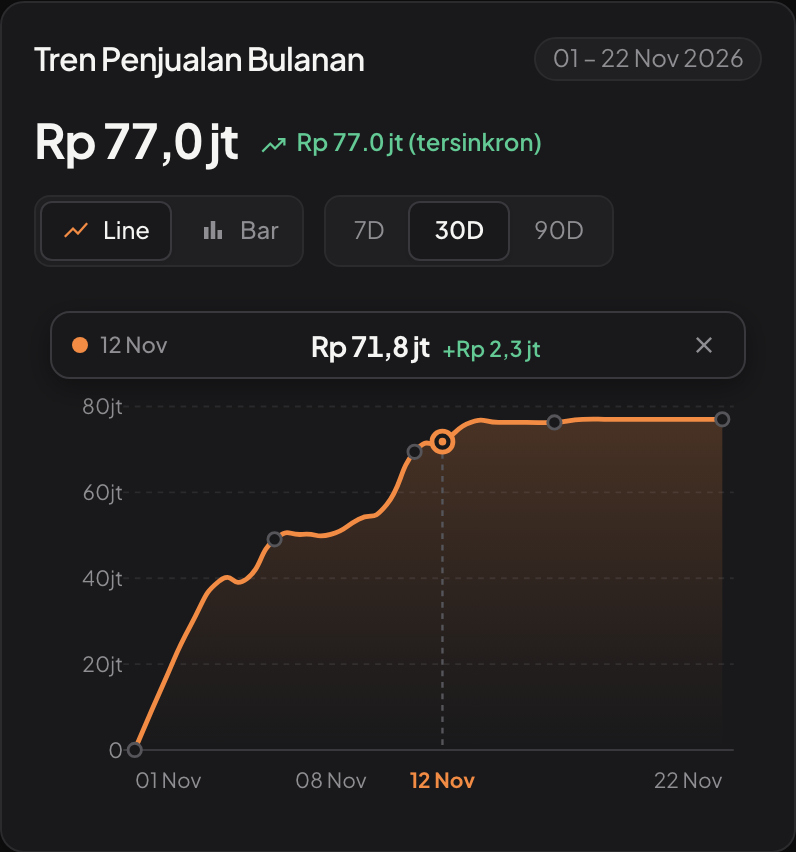 Tren Penjualan Bulanan
01 – 22 Nov 2026
Rp 77,0 jt
Rp 77.0 jt (tersinkron)
Line
Bar
7D
30D
90D
12 Nov
Rp 71,8 jt
+Rp 2,3 jt
80jt
60jt
40jt
20jt
0
01 Nov
08 Nov
12 Nov
22 Nov